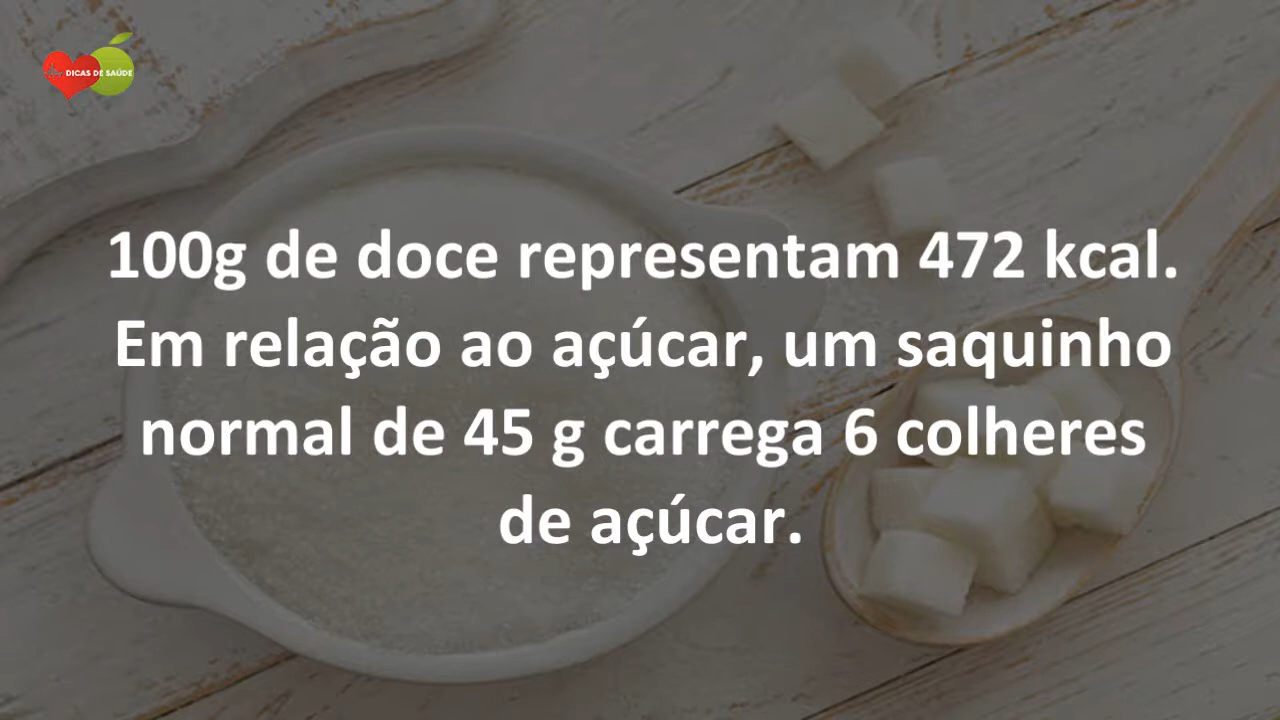 DICAS DE SAÚDE
100g de doce representam 472 kcal.
Em relação ao açúcar, um saquinho
normal de 45 g carrega 6 colheres
de açúcar.